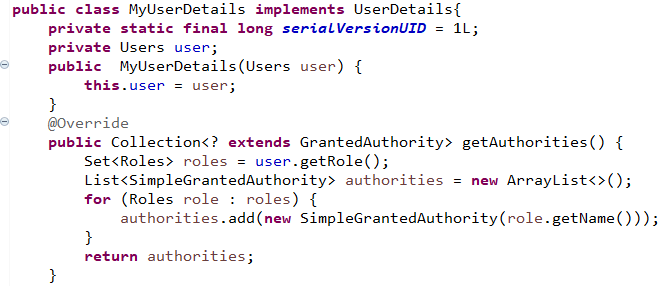 public class MyUserDetails implements UserDetails{
    private static final long serialVersionUID = 1L;
    private Users user;
    public  MyUserDetails(Users user) {
        this.user = user;
    }
    @Override
    public Collection<? extends GrantedAuthority> getAuthorities() {
        Set<Roles> roles = user.getRole();
        List<SimpleGrantedAuthority> authorities = new ArrayList<>();
        for (Roles role : roles) {
            authorities.add(new SimpleGrantedAuthority(role.getName()));
        }
        return authorities;
    }